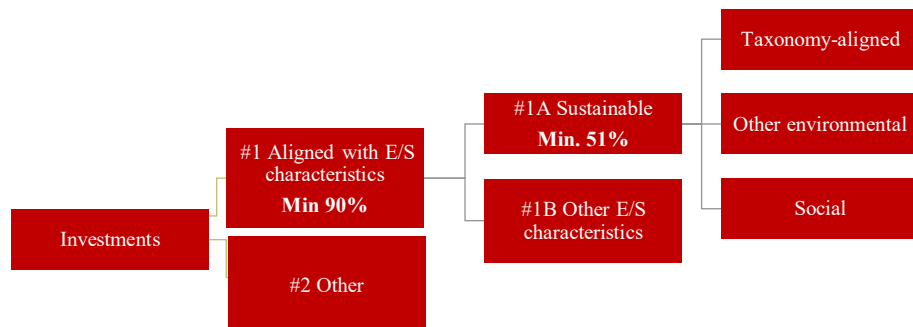 Investments
#1 Aligned with E/S
characteristics
Min 90%
#2 Other
#1A Sustainable
Min. 51%
#1B Other E/S
characteristics
Taxonomy-aligned
Other environmental
Social